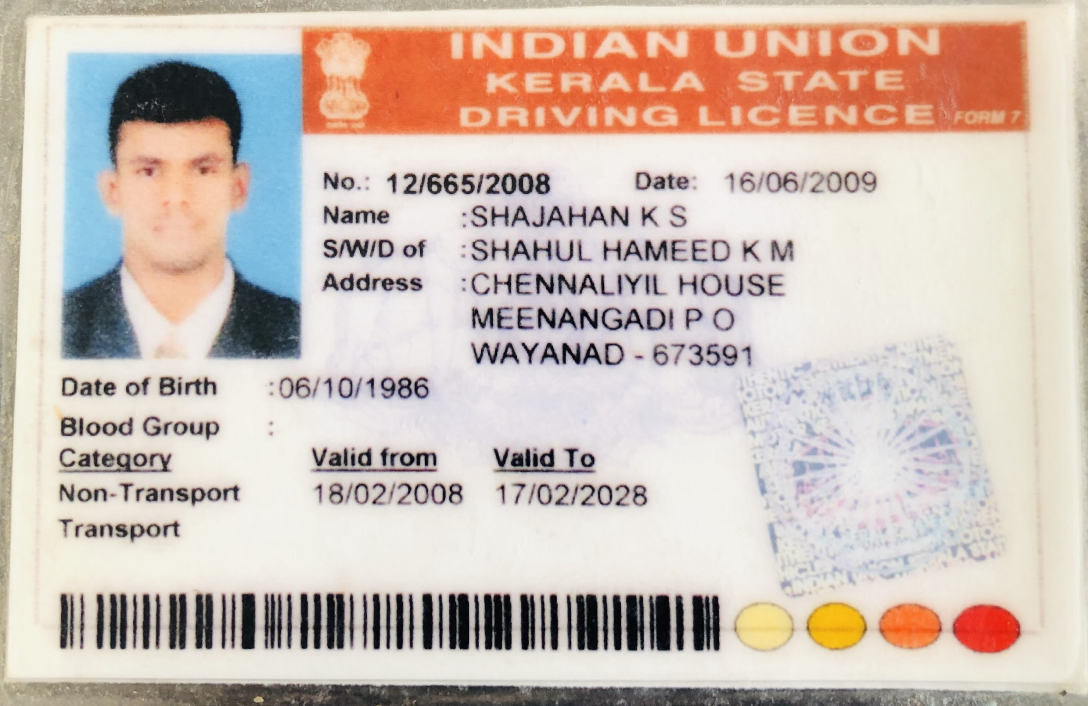 INDIAN UNION
KERALA STATE
DRIVING LICENCE FORM 7
No.: 12/665/2008 Date: 16/06/2009
Name :SHAJAHAN K S
S/W/D of :SHAHUL HAMEED K M
Address :CHENNALIYIL HOUSE
MEENANGADI P O
WAYANAD - 673591
Date of Birth :06/10/1986
Blood Group :
Category Valid from Valid To
Non-Transport 18/02/2008 17/02/2028
Transport